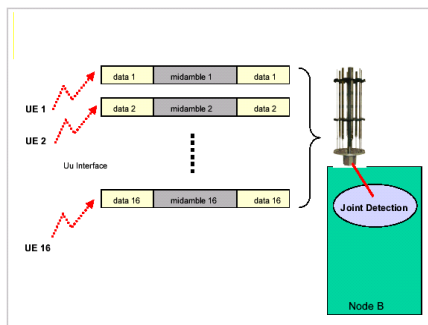 data 1 midamble 1 data 1
UE 1
data 2 midamble 2 data 2
UE 2
Uu Interface
data 16 midamble 16 data 16
Joint Detection
UE 16
Node B